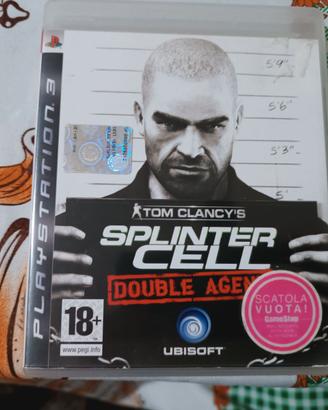 PLAYSTATION 3
5'9"
5'6"
5'3"
5'
TOM CLANCY'S
SPLINTER
CELL
DOUBLE AGEN
SCATOLA
VUOTA!
GameStop
18+
www.pegi.info
UBISOFT